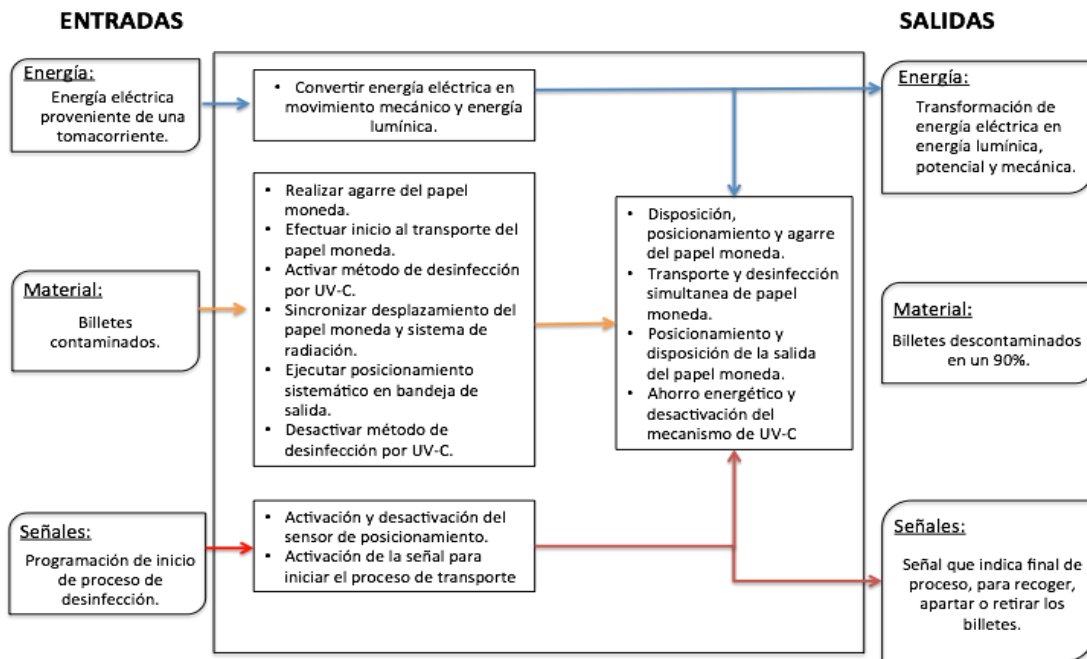 ENTRADAS
SALIDAS
Energía:
Energía eléctrica
proveniente de una
tomacorriente.
• Convertir energía eléctrica en
movimiento mecánico y energía
lumínica.
Energía:
Transformación de
energía eléctrica en
energía lumínica,
potencial y mecánica.
Material:
Billetes
contaminados.
• Realizar agarre del papel
moneda.
• Efectuar inicio al transporte del
papel moneda.
• Activar método de desinfección
por UV-C.
• Sincronizar desplazamiento del
papel moneda y sistema de
radiación.
• Ejecutar posicionamiento
sistemático en bandeja de
salida.
• Desactivar método de
desinfección por UV-C.
• Disposición,
posicionamiento y agarre
del papel moneda.
• Transporte y desinfección
simultanea de papel
moneda.
• Posicionamiento y
disposición de la salida
del papel moneda.
• Ahorro energético y
desactivación del
mecanismo de UV-C
Material:
Billetes descontaminados
en un 90%.
Señales:
Programación de inicio
de proceso de
desinfección.
• Activación y desactivación del
sensor de posicionamiento.
• Activación de la señal para
iniciar el proceso de transporte
Señales:
Señal que indica final de
proceso, para recoger,
apartar o retirar los
billetes.